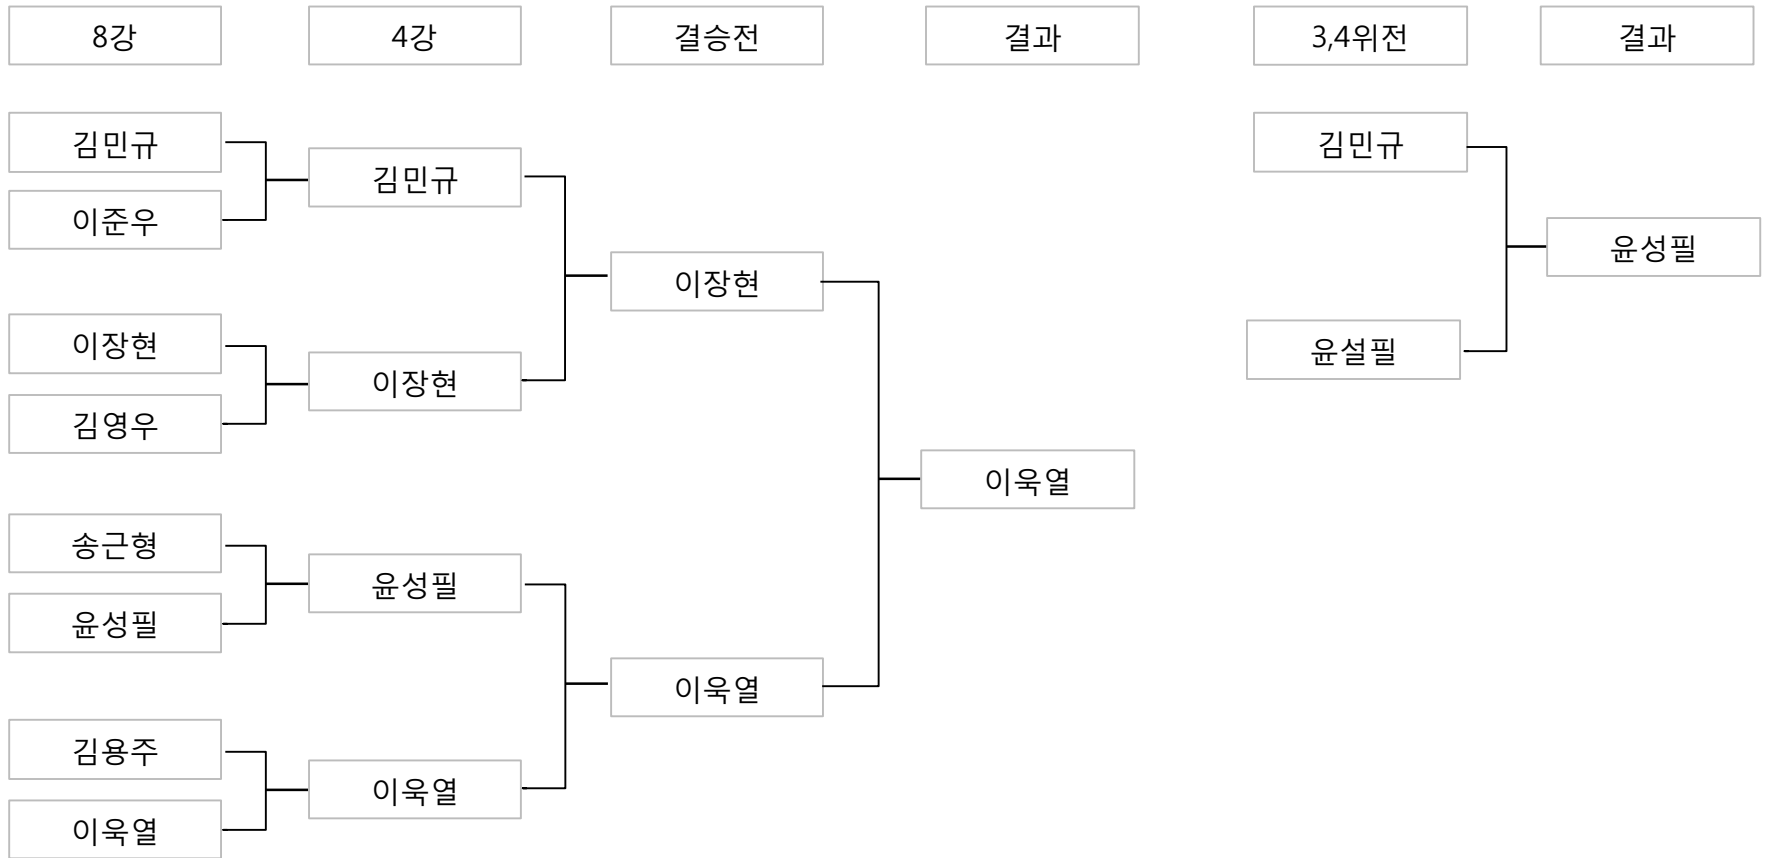 8강
4강
결승전
결과
3,4위전
결과
김민규
이준우
이장현
김영우
송근형
윤성필
김용주
이욱열
김민규
이장현
윤성필
이욱열
이장현
이욱열
이욱열
김민규
윤설필
윤성필